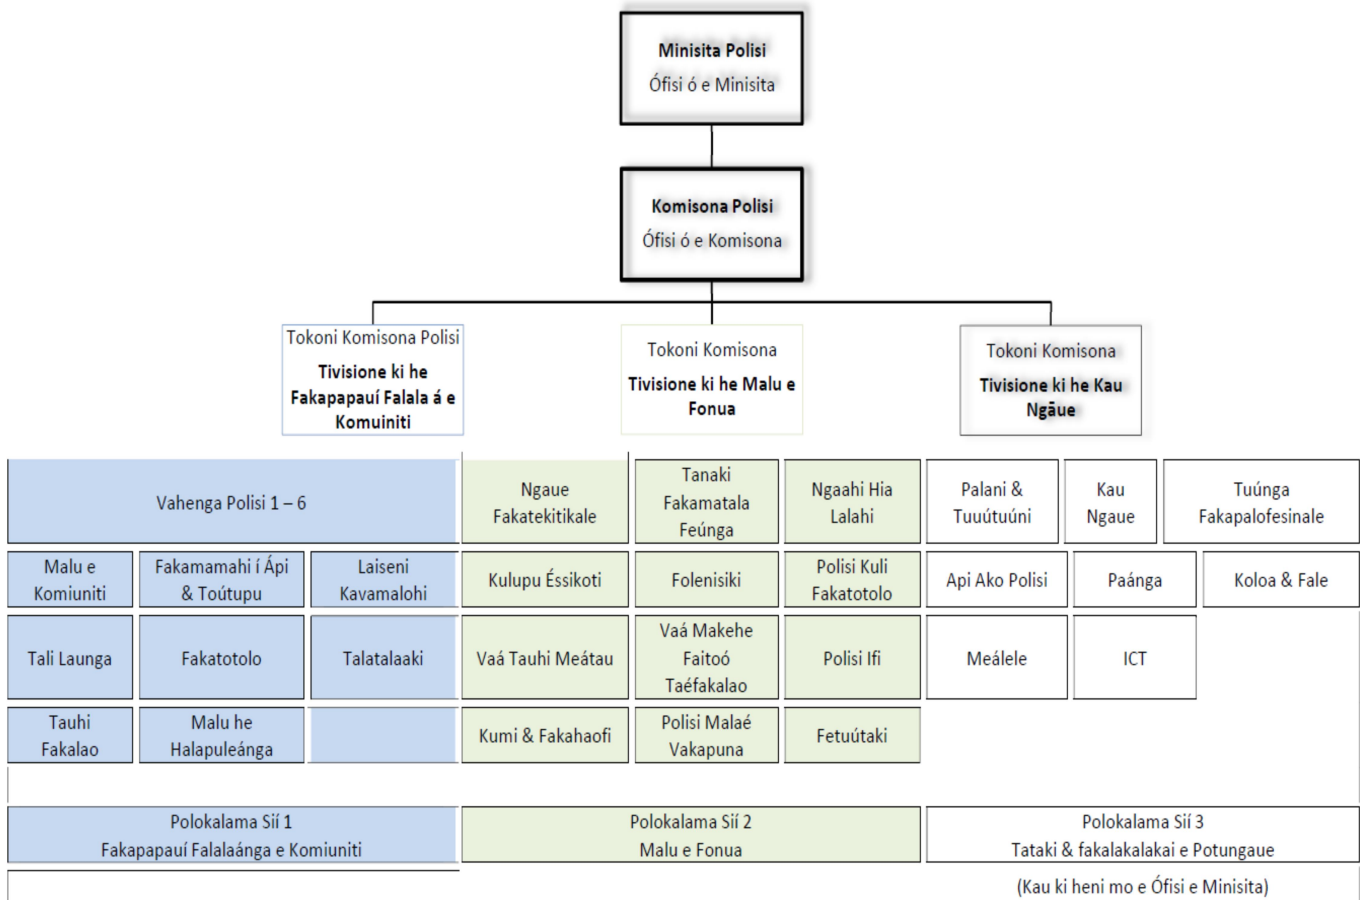 Minisita Polisi
Ófisi ó e Minisita
Komisona Polisi
Ófisi ó e Komisona
Tokoni Komisona Polisi
Tivisione ki he
Fakapapauí Falala á e
Komuiniti
Tokoni Komisona
Tivisione ki he Malu e
Fonua
Tokoni Komisona
Tivisione ki he Kau
Ngāue
Vahenga Polisi 1 – 6
Ngaue
Fakatekitikale
Tanaki
Fakamatala
Feúnga
Ngaahi Hia
Lalahi
Palani &
Tuuútuúni
Kau
Ngaue
Tuúnga
Fakapalofesinale
Malu e
Komiuniti
Fakamamahi í Ápi
& Toútupu
Laiseni
Kavamalohi
Kulupu Éssikoti
Folenisiki
Polisi Kuli
Fakatotolo
Api Ako Polisi
Paánga
Koloa & Fale
Tali Launga
Fakatotolo
Talatalaaki
Vaá Tauhi Meátau
Vaá Makehe
Faitoó
Taéfakalao
Polisi Ifi
Meálele
ICT
Tauhi
Fakalao
Malu he
Halapuleánga
Kumi & Fakahaofi
Polisi Malaé
Vakapuna
Fetuútaki
Polokalama Sií 1
Fakapapauí Falalaánga e Komiuniti
Polokalama Sií 2
Malu e Fonua
Polokalama Sií 3
Tataki & fakalakalakai e Potungaue
(Kau ki heni mo e Ófisi e Minisita)